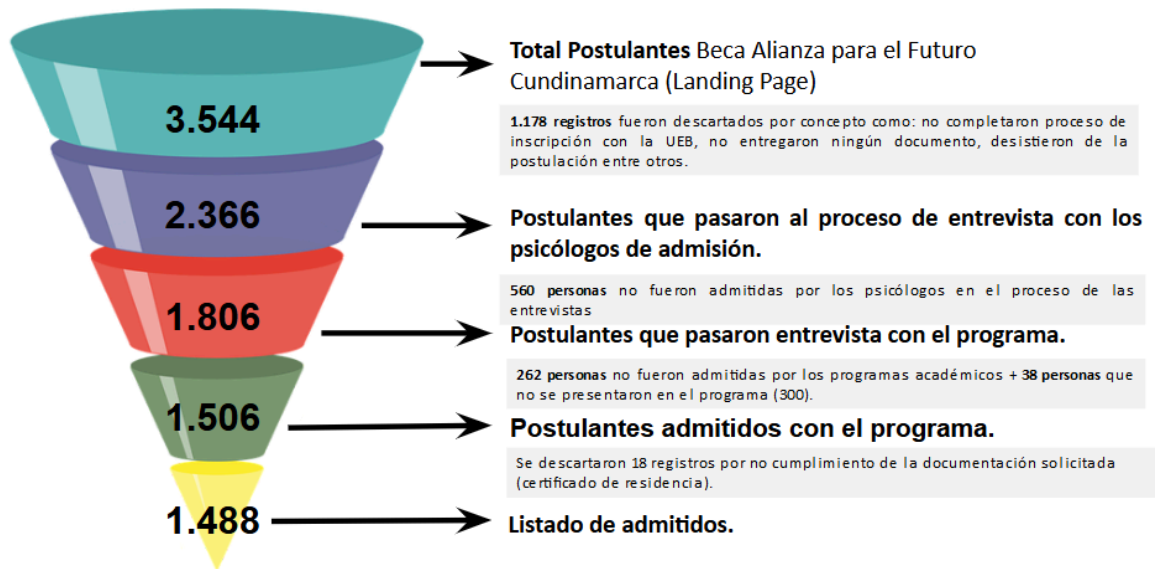 Total Postulantes Beca Alianza para el Futuro
Cundinamarca (Landing Page)
3.544
1.178 registros fueron descartados por concepto como: no completaron proceso de
inscripción con la UEB, no entregaron ningún documento, desistieron de la
postulación entre otros.
2.366
Postulantes que pasaron al proceso de entrevista con los
psicólogos de admisión.
560 personas no fueron admitidas por los psicólogos en el proceso de las
entrevistas
1.806
Postulantes que pasaron entrevista con el programa.
262 personas no fueron admitidas por los programas académicos + 38 personas que
no se presentaron en el programa (300).
1.506
Postulantes admitidos con el programa.
Se descartaron 18 registros por no cumplimiento de la documentación solicitada
(certificado de residencia).
1.488
Listado de admitidos.